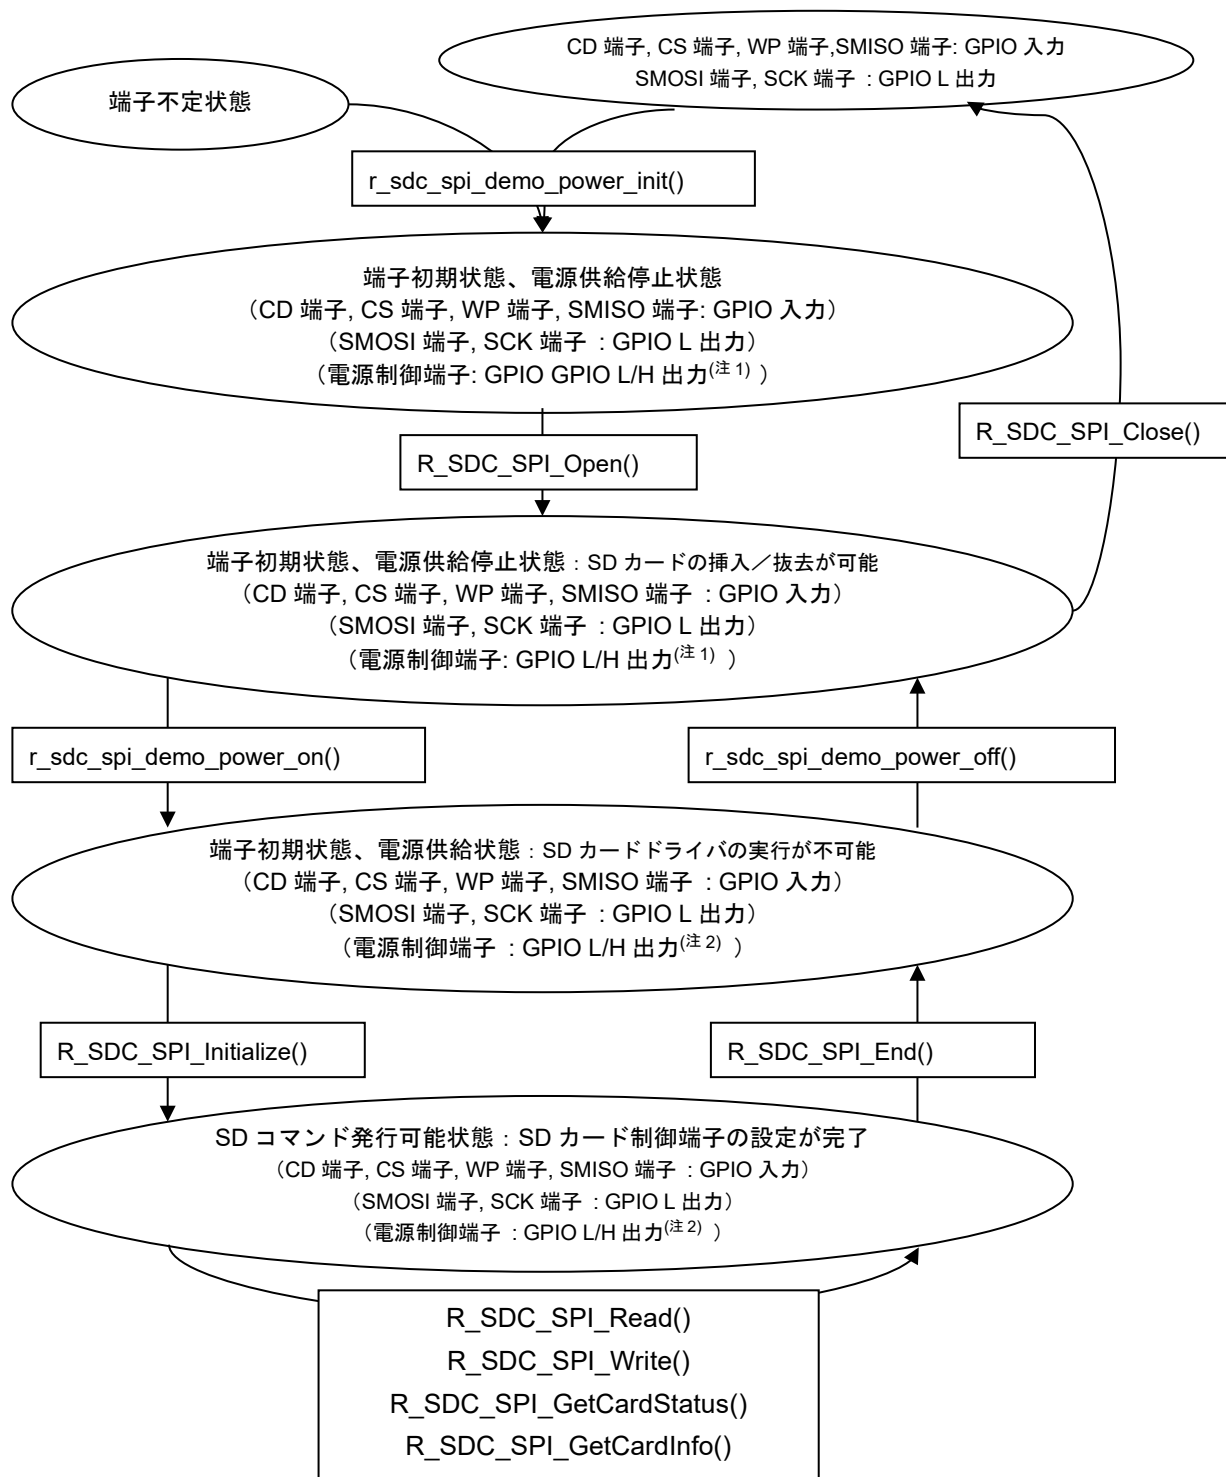 CD 端子, CS 端子, WP 端子,SMISO 端子: GPIO 入力
SMOSI 端子, SCK 端子 : GPIO L 出力
端子不定状態
r_sdc_spi_demo_power_init()
端子初期状態、電源供給停止状態
（CD 端子, CS 端子, WP 端子, SMISO 端子: GPIO 入力）
（SMOSI 端子, SCK 端子 : GPIO L 出力）
（電源制御端子: GPIO GPIO L/H 出力(注 1) ）
R_SDC_SPI_Close()
R_SDC_SPI_Open()
端子初期状態、電源供給停止状態：SD カードの挿入／抜去が可能
（CD 端子, CS 端子, WP 端子, SMISO 端子 : GPIO 入力）
（SMOSI 端子, SCK 端子 : GPIO L 出力）
（電源制御端子: GPIO L/H 出力(注 1) ）
r_sdc_spi_demo_power_on()
r_sdc_spi_demo_power_off()
端子初期状態、電源供給状態：SD カードドライバの実行が不可能
（CD 端子, CS 端子, WP 端子, SMISO 端子 : GPIO 入力）
（SMOSI 端子, SCK 端子 : GPIO L 出力）
（電源制御端子 : GPIO L/H 出力(注 2) ）
R_SDC_SPI_Initialize()
R_SDC_SPI_End()
SD コマンド発行可能状態：SD カード制御端子の設定が完了
（CD 端子, CS 端子, WP 端子, SMISO 端子 : GPIO 入力）
（SMOSI 端子, SCK 端子 : GPIO L 出力）
（電源制御端子 : GPIO L/H 出力(注 2) ）
R_SDC_SPI_Read()
R_SDC_SPI_Write()
R_SDC_SPI_GetCardStatus()
R_SDC_SPI_GetCardInfo()